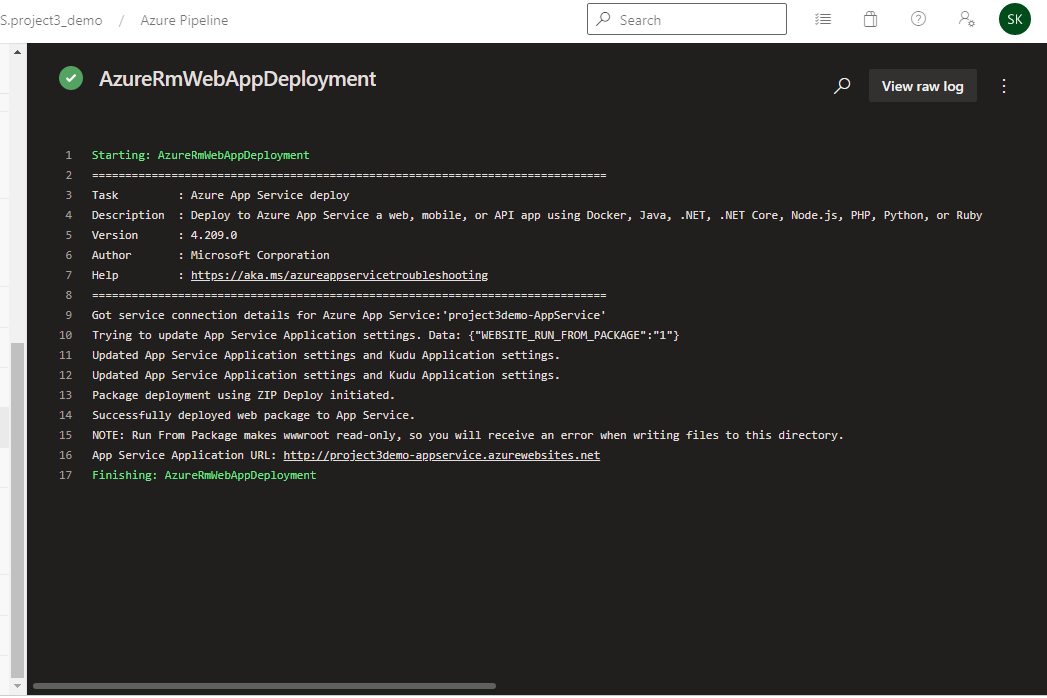 S.project3_demo / Azure Pipeline
Search
SK
AzureRmWebAppDeployment
View raw log
1 Starting: AzureRmWebAppDeployment
2 ==============================================================================
3 Task : Azure App Service deploy
4 Description : Deploy to Azure App Service a web, mobile, or API app using Docker, Java, .NET, .NET Core, Node.js, PHP, Python, or Ruby
5 Version : 4.209.0
6 Author : Microsoft Corporation
7 Help : https://aka.ms/azureappservicetroubleshooting
8 ==============================================================================
9 Got service connection details for Azure App Service:'project3demo-AppService'
10 Trying to update App Service Application settings. Data: {"WEBSITE_RUN_FROM_PACKAGE":"1"}
11 Updated App Service Application settings and Kudu Application settings.
12 Updated App Service Application settings and Kudu Application settings.
13 Package deployment using ZIP Deploy initiated.
14 Successfully deployed web package to App Service.
15 NOTE: Run From Package makes wwwroot read-only, so you will receive an error when writing files to this directory.
16 App Service Application URL: http://project3demo-appservice.azurewebsites.net
17 Finishing: AzureRmWebAppDeployment